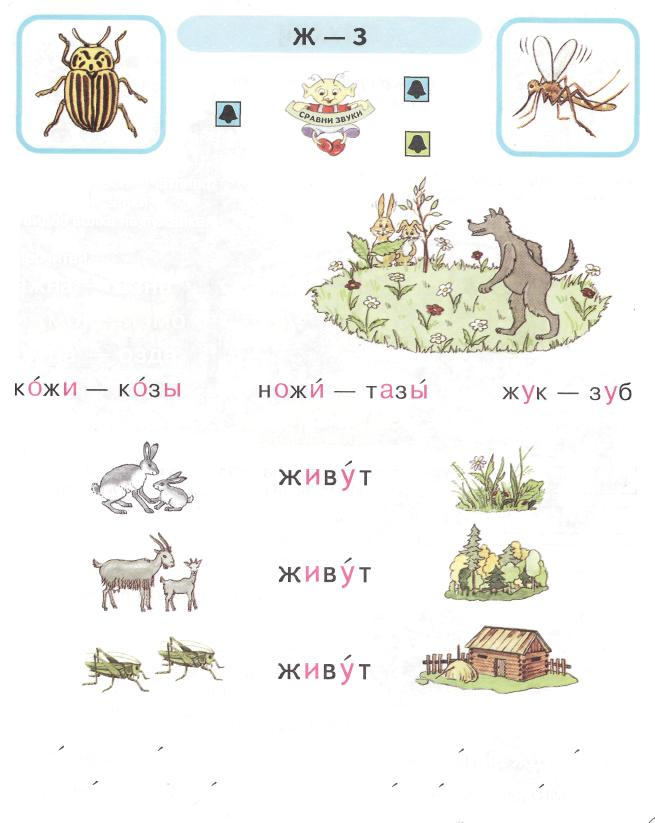 Ж — З
СРАВНИ ЗВУКИ
ко́жи — ко́зы ножи́ — тазы́ жук — зуб
живу́т
живу́т
живу́т